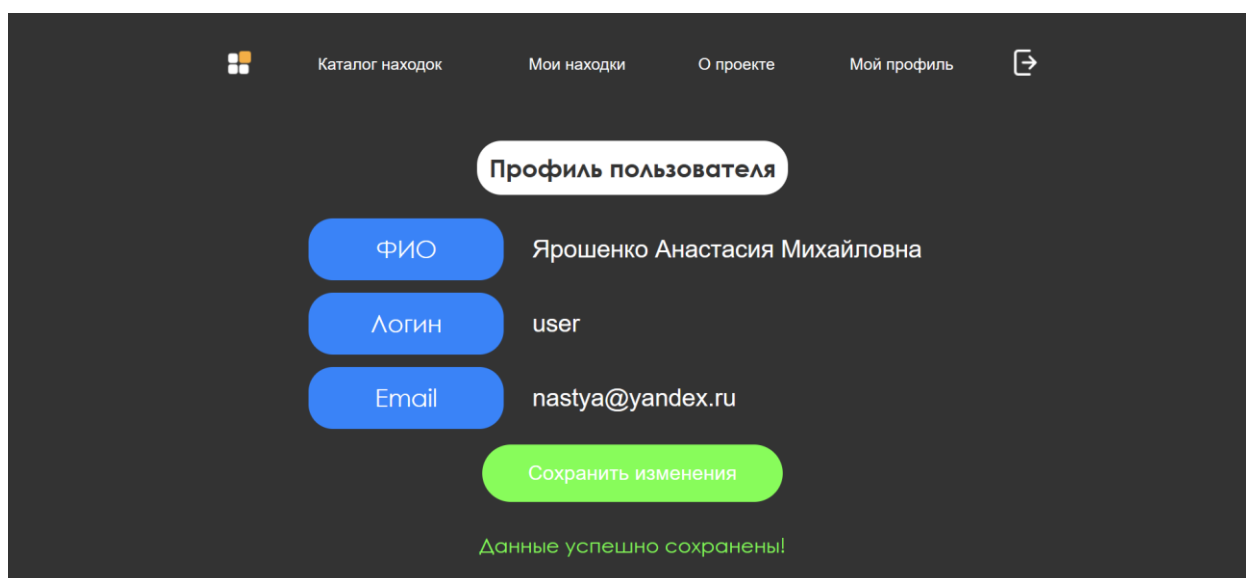 Каталог находок Мои находки О проекте Мой профиль
Профиль пользователя
ФИО Ярошенко Анастасия Михайловна
Логин user
Email nastya@yandex.ru
Сохранить изменения
Данные успешно сохранены!